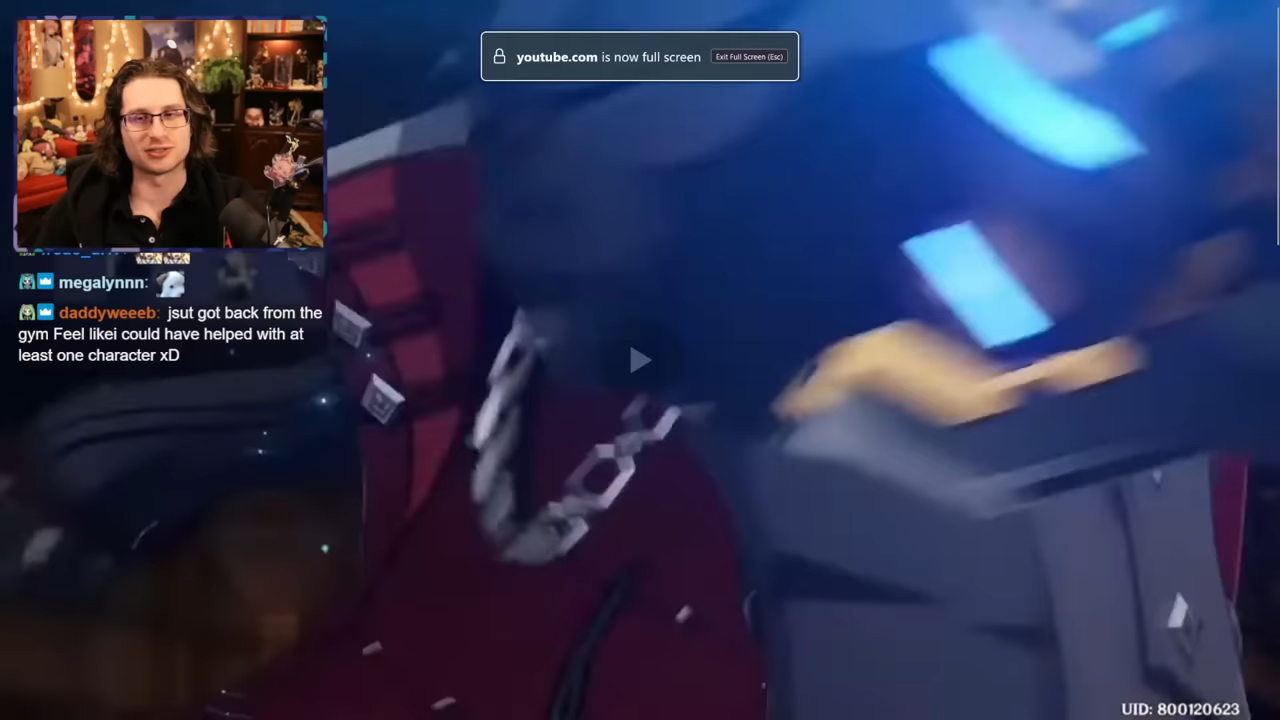 youtube.com is now full screen Exit Full Screen (Esc)
megalynnn:
daddyweeeb: jsut got back from the
gym Feel likei could have helped with at
least one character xD
UID: 800120623